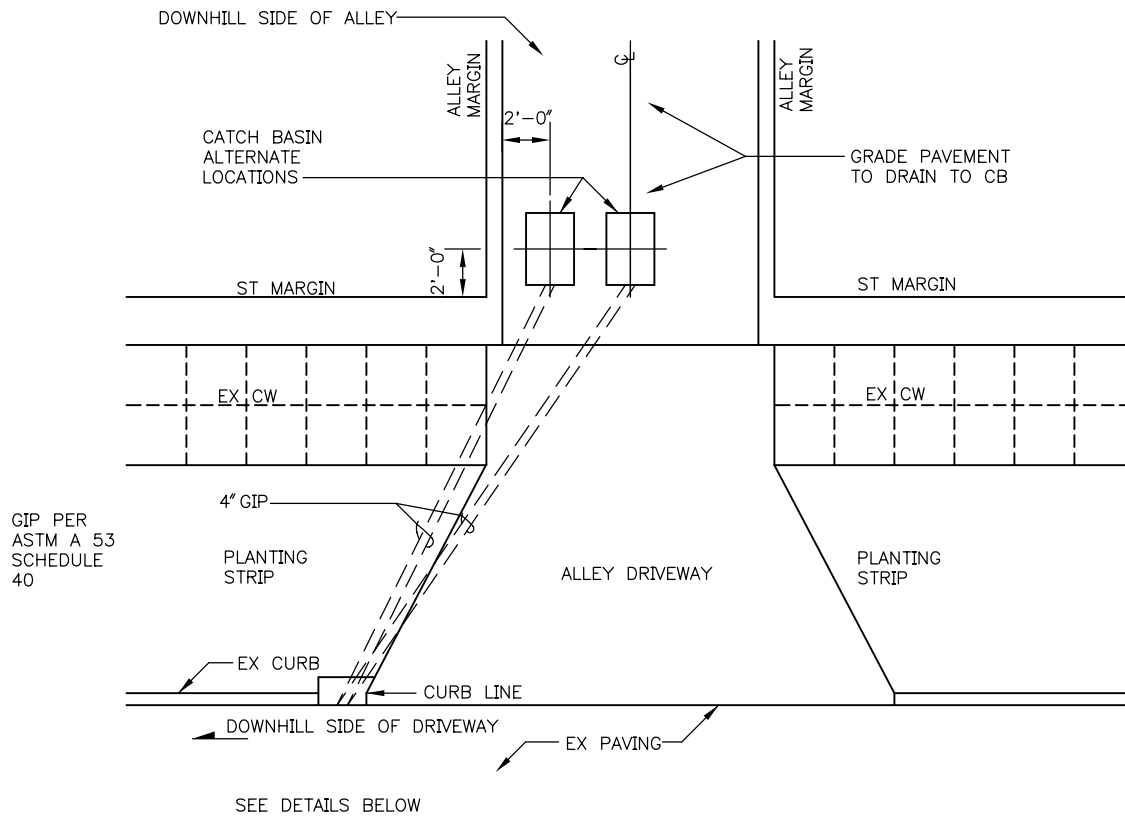 DOWNHILL SIDE OF ALLEY
ALLEY
MARGIN
℄
ALLEY
MARGIN
2'-0"
CATCH BASIN
ALTERNATE
LOCATIONS
GRADE PAVEMENT
TO DRAIN TO CB
2'-0"
ST MARGIN
ST MARGIN
EX CW
EX CW
4" GIP
GIP PER
ASTM A 53
SCHEDULE
40
PLANTING
STRIP
ALLEY DRIVEWAY
PLANTING
STRIP
EX CURB
CURB LINE
DOWNHILL SIDE OF DRIVEWAY
EX PAVING
SEE DETAILS BELOW